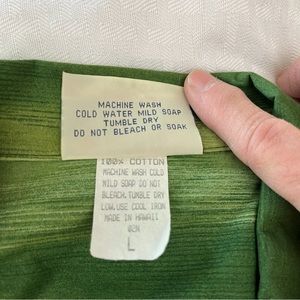 MACHINE WASH
COLD WATER MILD SOAP
TUMBLE DRY
DO NOT BLEACH OR SOAK
100% COTTON
MACHINE WASH COLD
MILD SOAP DO NOT
BLEACH. TUMBLE DRY
LOW. USE COOL IRON
MADE IN HAWAII
02N
L